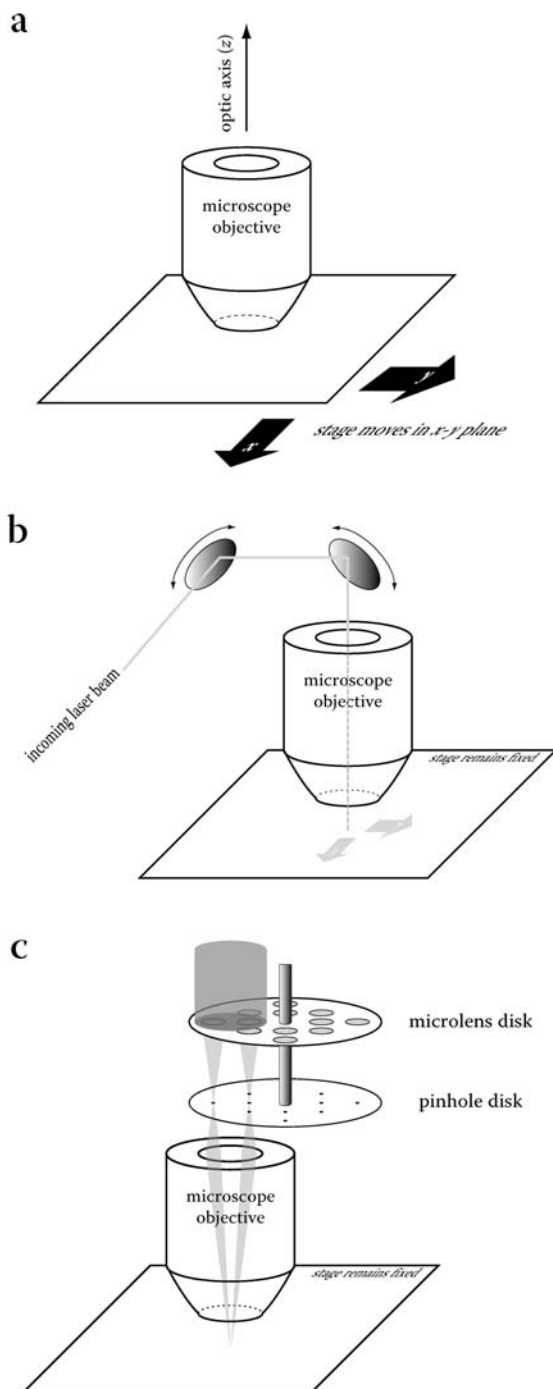 a
optic axis (z)
microscope
objective
y
x
stage moves in x-y plane
b
incoming laser beam
microscope
objective
stage remains fixed
c
microlens disk
pinhole disk
microscope
objective
stage remains fixed